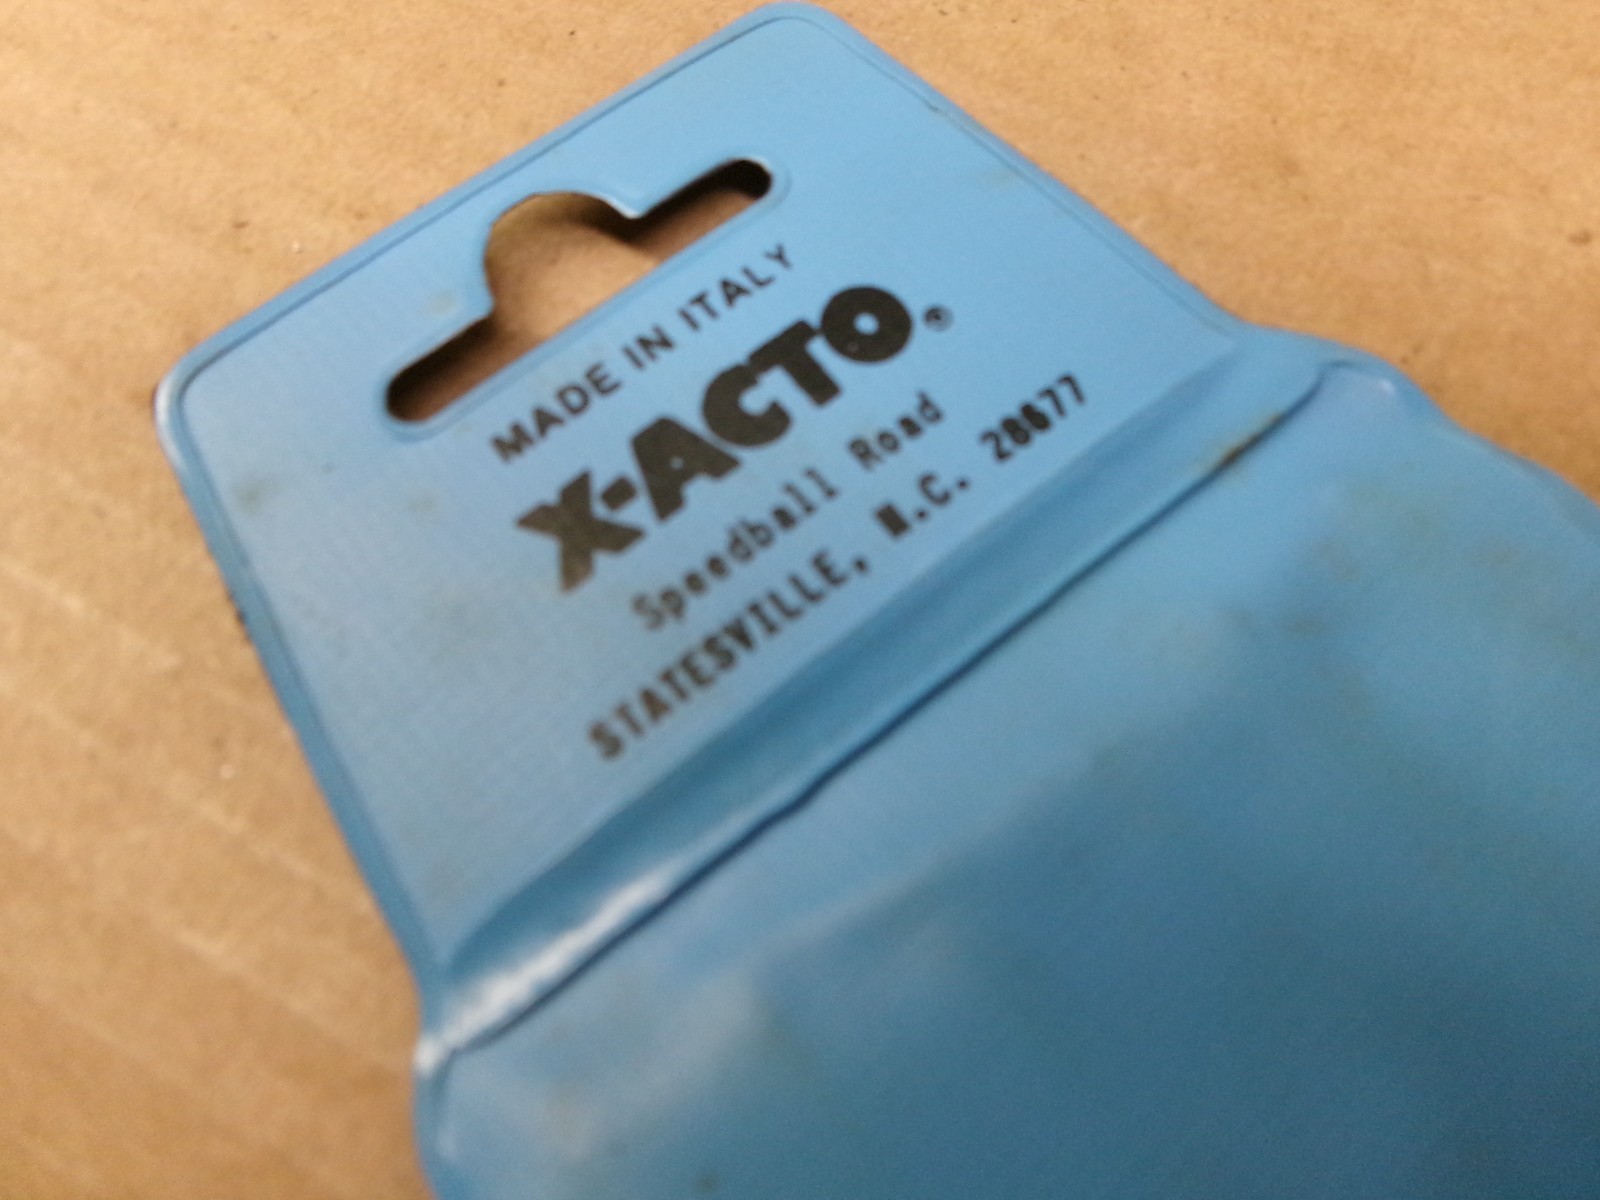 MADE IN ITALY
X-ACTO®
Speedball Road
STATESVILLE, N.C. 28677